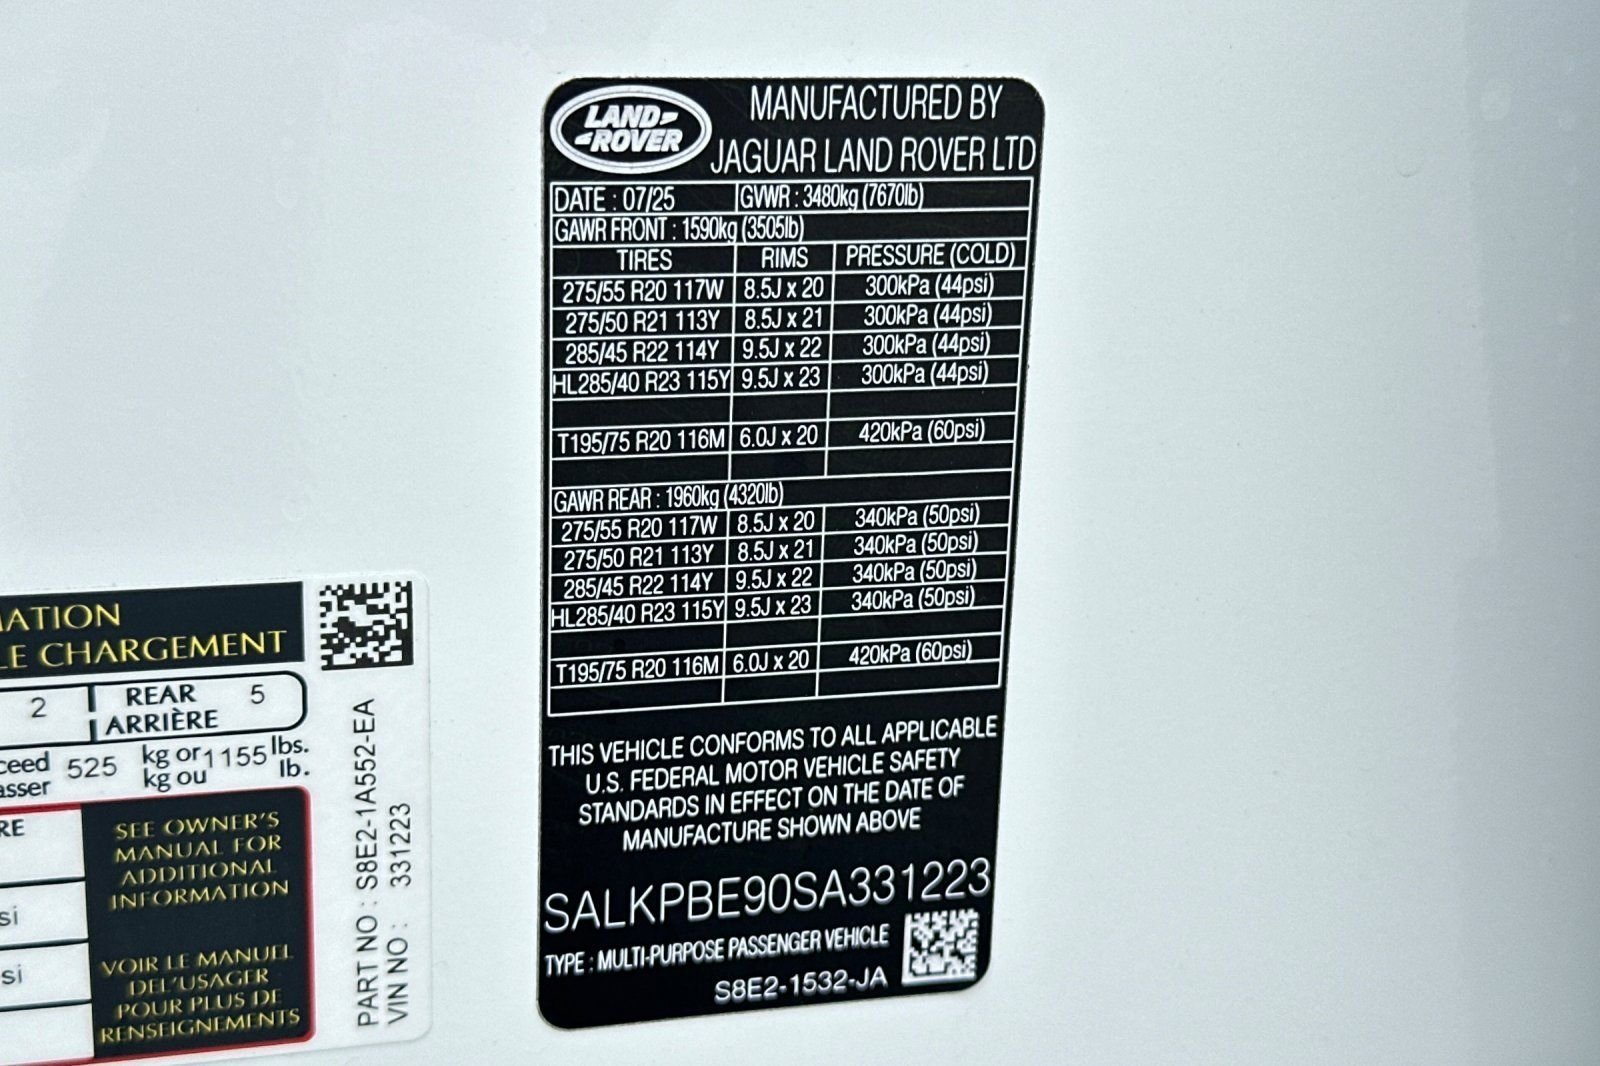 LAND
ROVER
MANUFACTURED BY
JAGUAR LAND ROVER LTD
DATE : 07/25 GVWR : 3480kg (7670lb)
GAWR FRONT : 1590kg (3505lb)
TIRES RIMS PRESSURE (COLD)
275/55 R20 117W 8.5J x 20 300kPa (44psi)
275/50 R21 113Y 8.5J x 21 300kPa (44psi)
285/45 R22 114Y 9.5J x 22 300kPa (44psi)
HL285/40 R23 115Y 9.5J x 23 300kPa (44psi)
T195/75 R20 116M 6.0J x 20 420kPa (60psi)
GAWR REAR : 1960kg (4320lb)
275/55 R20 117W 8.5J x 20 340kPa (50psi)
275/50 R21 113Y 8.5J x 21 340kPa (50psi)
285/45 R22 114Y 9.5J x 22 340kPa (50psi)
HL285/40 R23 115Y 9.5J x 23 340kPa (50psi)
T195/75 R20 116M 6.0J x 20 420kPa (60psi)
THIS VEHICLE CONFORMS TO ALL APPLICABLE
U.S. FEDERAL MOTOR VEHICLE SAFETY
STANDARDS IN EFFECT ON THE DATE OF
MANUFACTURE SHOWN ABOVE
SALKPBE90SA331223
TYPE : MULTI-PURPOSE PASSENGER VEHICLE
S8E2-1532-JA
MATION
LE CHARGEMENT
2 REAR 5
ARRIÈRE
ceed 525 kg or 1155 lbs.
asser kg ou lb.
RE
si
si
SEE OWNER'S
MANUAL FOR
ADDITIONAL
INFORMATION
VOIR LE MANUEL
DEL'USAGER
POUR PLUS DE
RENSEIGNEMENTS
PART NO : S8E2-1A552-EA
VIN NO : 331223